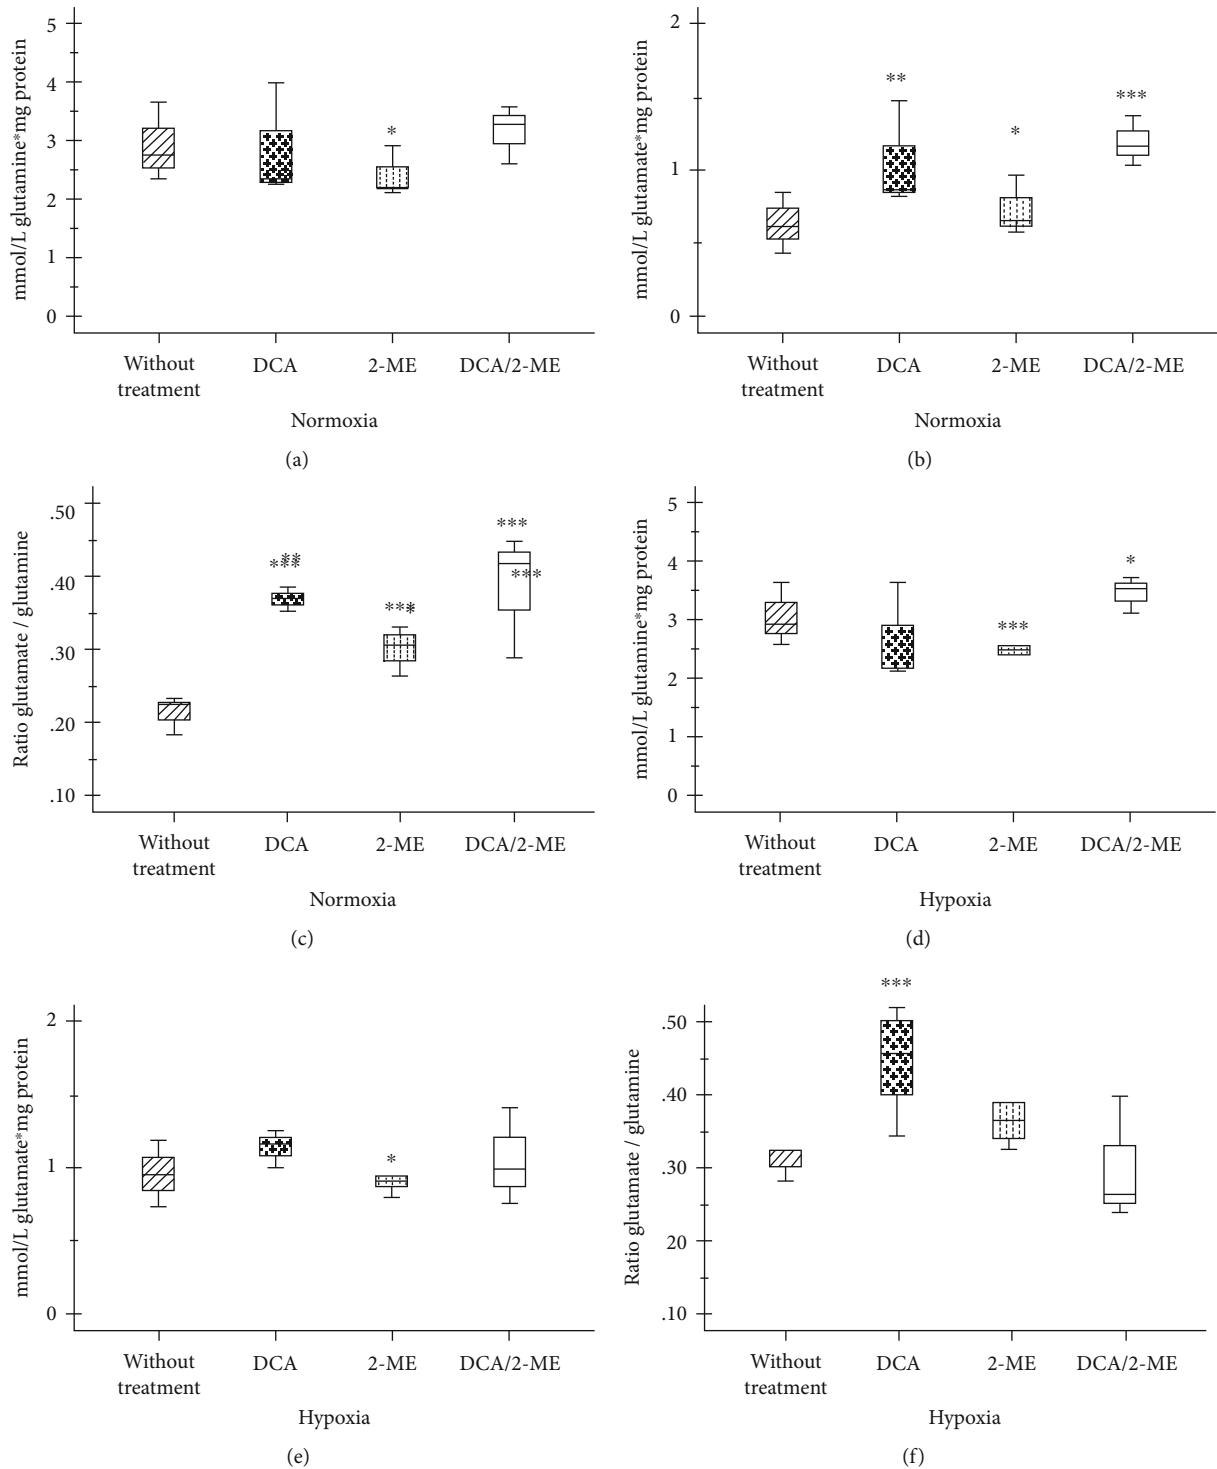 mmol/L glutamine*mg protein
5
4
3
2
1
0
*
Without treatment
DCA
2-ME
DCA/2-ME
Normoxia
(a)
mmol/L glutamate*mg protein
2
1
0
**
*
***
Without treatment
DCA
2-ME
DCA/2-ME
Normoxia
(b)
Ratio glutamate / glutamine
.50
.40
.30
.20
.10
***
***
Without treatment
DCA
2-ME
DCA/2-ME
Normoxia
(c)
mmol/L glutamine*mg protein
5
4
3
2
1
0
***
*
Without treatment
DCA
2-ME
DCA/2-ME
Hypoxia
(d)
mmol/L glutamate*mg protein
2
1
0
*
Without treatment
DCA
2-ME
DCA/2-ME
Hypoxia
(e)
Ratio glutamate / glutamine
.50
.40
.30
20
.10
***
Without treatment
DCA
2-ME
DCA/2-ME
Hypoxia
(f)